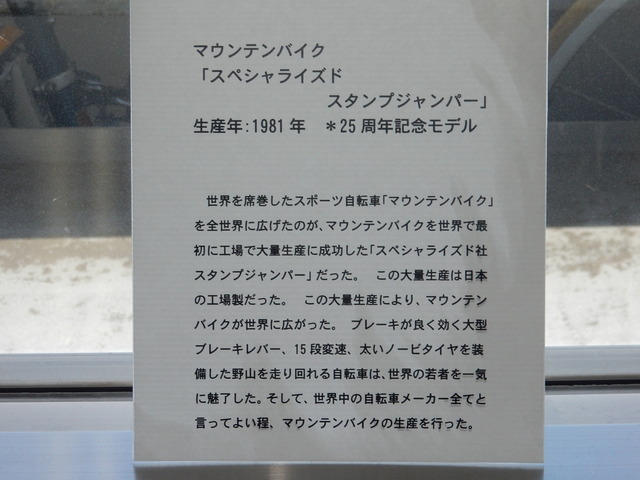 マウンテンバイク
「スペシャライズド
スタンプジャンパー」
生産年:1981年　＊25周年記念モデル
世界を席巻したスポーツ自転車「マウンテンバイク」
を全世界に広げたのが、マウンテンバイクを世界で最
初に工場で大量生産に成功した「スペシャライズド社
スタンプジャンパー」だった。　この大量生産は日本
の工場製だった。　この大量生産により、マウンテン
バイクが世界に広がった。　ブレーキが良く効く大型
ブレーキレバー、15段変速、太いノービタイヤを装
備した野山を走り回れる自転車は、世界の若者を一気
に魅了した。そして、世界中の自転車メーカー全てと
言ってよい程、マウンテンバイクの生産を行った。